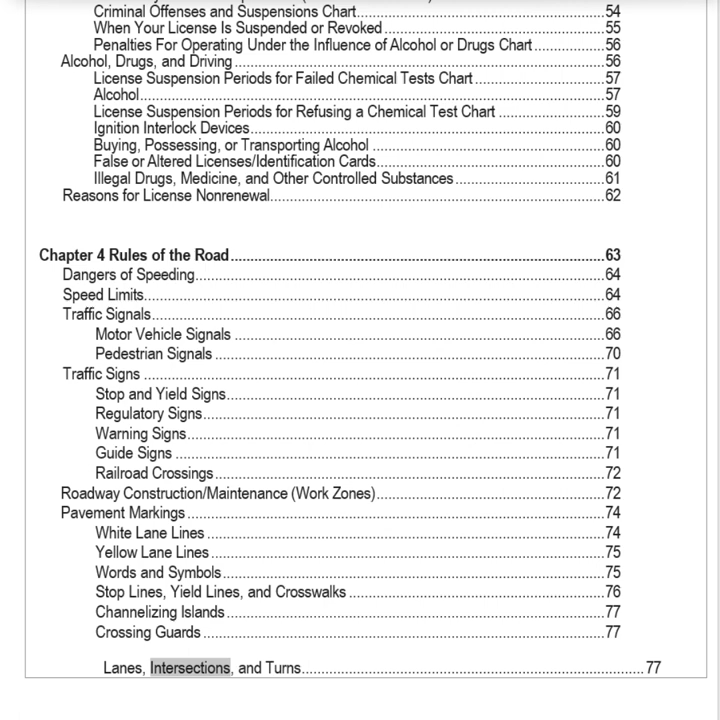 Criminal Offenses and Suspensions Chart....................54
When Your License Is Suspended or Revoked....................55
Penalties For Operating Under the Influence of Alcohol or Drugs Chart....................56
Alcohol, Drugs, and Driving....................56
License Suspension Periods for Failed Chemical Tests Chart....................57
Alcohol....................57
License Suspension Periods for Refusing a Chemical Test Chart....................59
Ignition Interlock Devices....................60
Buying, Possessing, or Transporting Alcohol....................60
False or Altered Licenses/Identification Cards....................60
Illegal Drugs, Medicine, and Other Controlled Substances....................61
Reasons for License Nonrenewal....................62
Chapter 4 Rules of the Road....................63
Dangers of Speeding....................64
Speed Limits....................64
Traffic Signals....................66
Motor Vehicle Signals....................66
Pedestrian Signals....................70
Traffic Signs....................71
Stop and Yield Signs....................71
Regulatory Signs....................71
Warning Signs....................71
Guide Signs....................71
Railroad Crossings....................72
Roadway Construction/Maintenance (Work Zones)....................72
Pavement Markings....................74
White Lane Lines....................74
Yellow Lane Lines....................75
Words and Symbols....................75
Stop Lines, Yield Lines, and Crosswalks....................76
Channelizing Islands....................77
Crossing Guards....................77
Lanes, Intersections, and Turns....................77